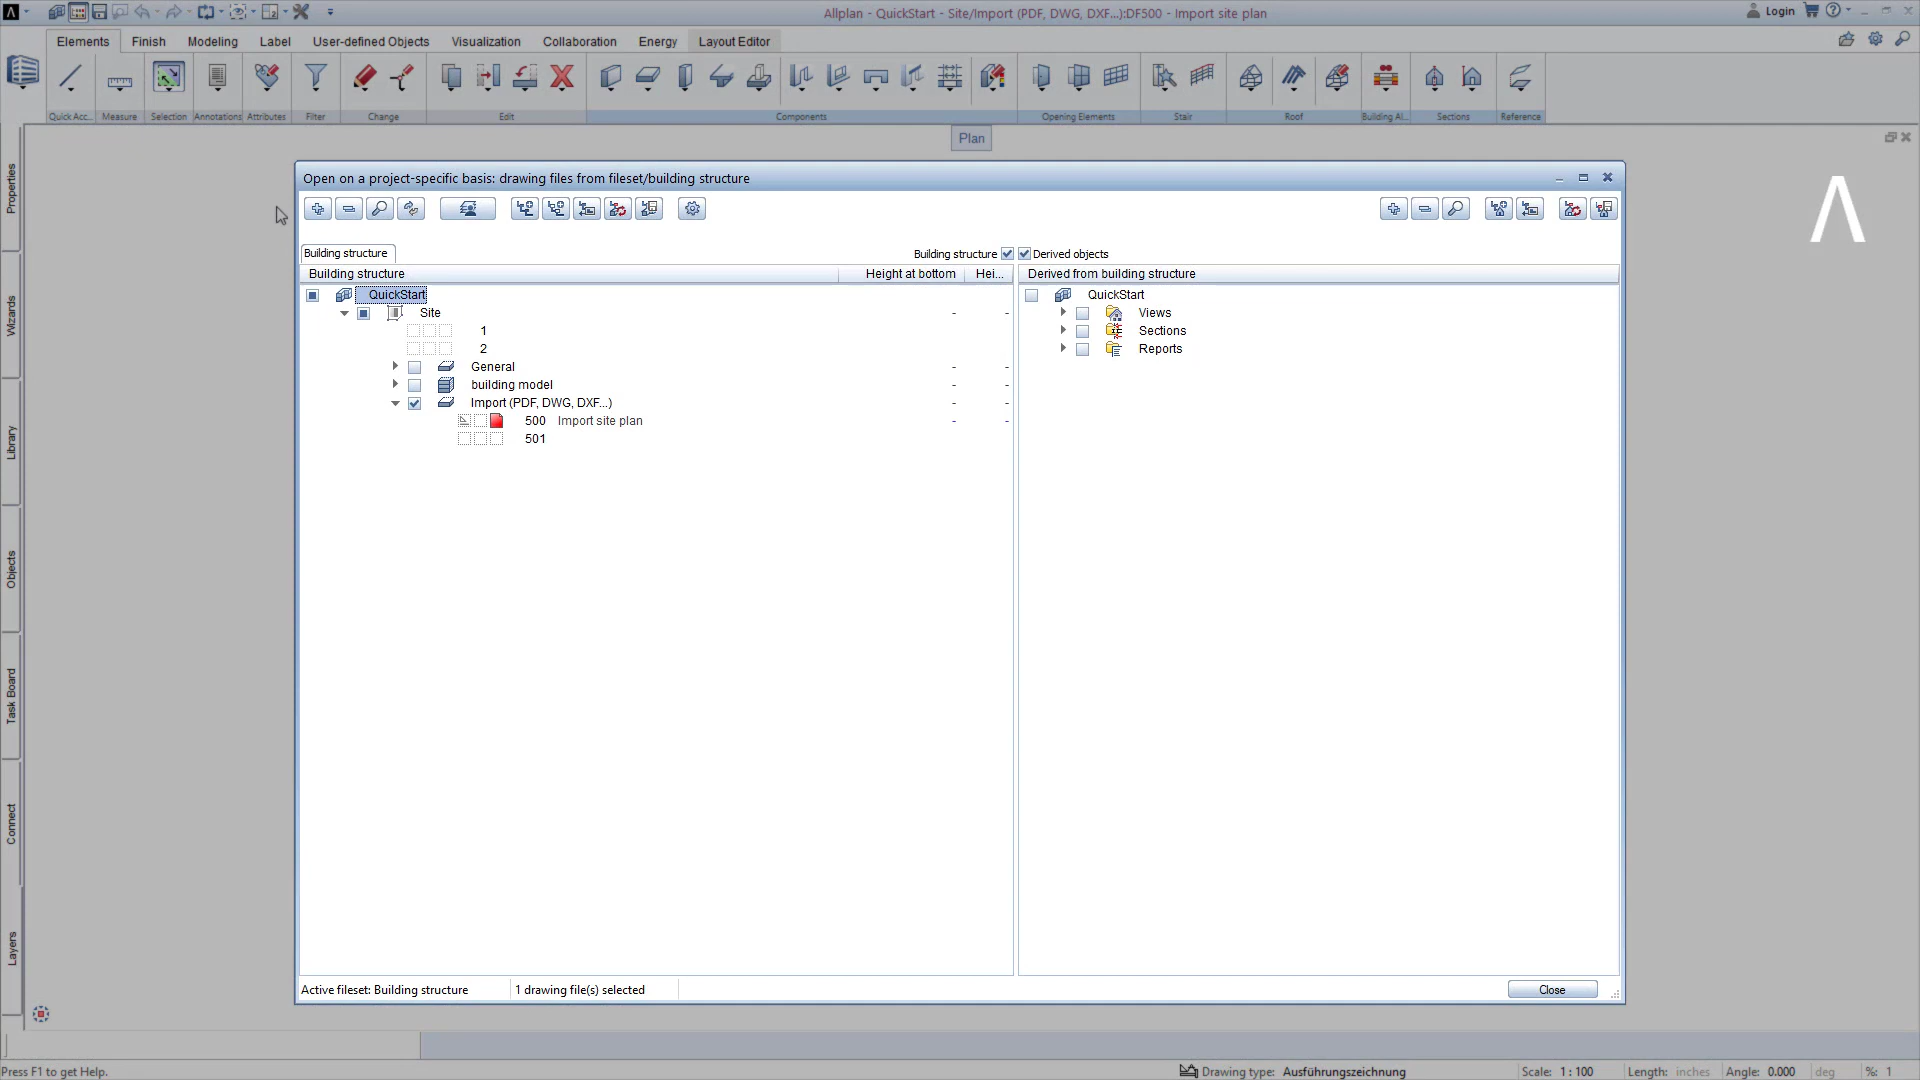 Allplan - QuickStart - Site/Import (PDF, DWG, DXF...):DF500 - Import site plan
Login
Elements Finish Modeling Label User-defined Objects Visualization Collaboration Energy Layout Editor
Quick Acc... Measure Selection Annotations Attributes Filter Change Edit Components Opening Elements Stair Roof Building Al... Sections Reference
Plan
Properties
Wizards
Library
Objects
Task Board
Connect
Layers
Open on a project-specific basis: drawing files from fileset/building structure
Building structure
Building structure Derived objects
Building structure Height at bottom Hei... Derived from building structure
QuickStart
Site - -
1
2
General - -
building model - -
Import (PDF, DWG, DXF...) - -
500 Import site plan - -
501
QuickStart
Views
Sections
Reports
Active fileset: Building structure 1 drawing file(s) selected
Close
Press F1 to get Help.
Drawing type: Ausführungszeichnung Scale: 1 : 100 Length: inches Angle: 0.000 deg %: 1